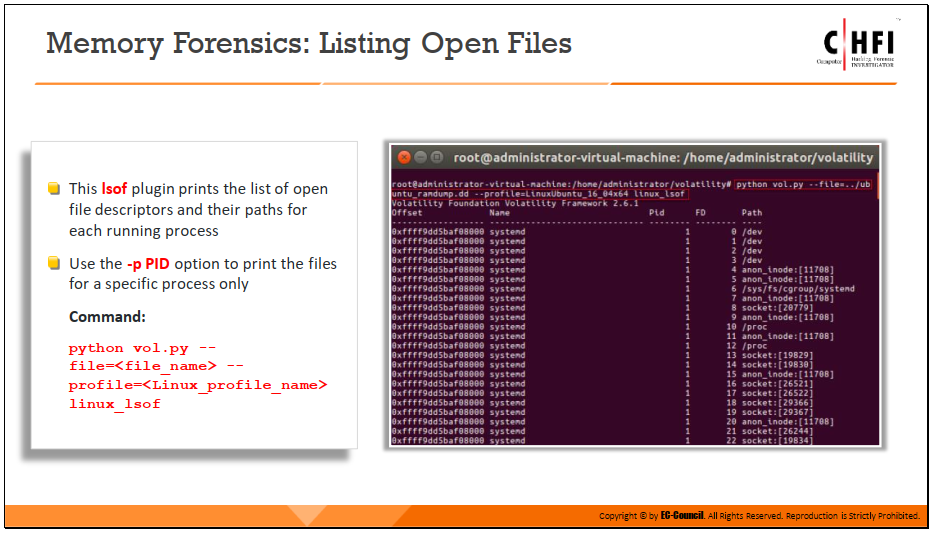 Memory Forensics: Listing Open Files
CHFI
Computer Hacking Forensic
INVESTIGATOR
This lsof plugin prints the list of open
file descriptors and their paths for
each running process
Use the -p PID option to print the files
for a specific process only
Command:
python vol.py --
file=<file_name> --
profile=<Linux_profile_name>
linux_lsof
root@administrator-virtual-machine: /home/administrator/volatility
root@administrator-virtual-machine:/home/administrator/volatility# python vol.py --file=../ub
untu_ramdump.dd --profile=LinuxUbuntu_16_04x64 linux_lsof
Volatility Foundation Volatility Framework 2.6.1
Offset Name Pid FD Path
------------------ ------------------------------ -------- -------- ----
0xffff9dd5baf08000 systemd 1 0 /dev
0xffff9dd5baf08000 systemd 1 1 /dev
0xffff9dd5baf08000 systemd 1 2 /dev
0xffff9dd5baf08000 systemd 1 3 /dev
0xffff9dd5baf08000 systemd 1 4 anon_inode:[11708]
0xffff9dd5baf08000 systemd 1 5 anon_inode:[11708]
0xffff9dd5baf08000 systemd 1 6 /sys/fs/cgroup/systemd
0xffff9dd5baf08000 systemd 1 7 anon_inode:[11708]
0xffff9dd5baf08000 systemd 1 8 socket:[20779]
0xffff9dd5baf08000 systemd 1 9 anon_inode:[11708]
0xffff9dd5baf08000 systemd 1 10 /proc
0xffff9dd5baf08000 systemd 1 11 anon_inode:[11708]
0xffff9dd5baf08000 systemd 1 12 /proc
0xffff9dd5baf08000 systemd 1 13 socket:[19829]
0xffff9dd5baf08000 systemd 1 14 socket:[19830]
0xffff9dd5baf08000 systemd 1 15 anon_inode:[11708]
0xffff9dd5baf08000 systemd 1 16 socket:[26521]
0xffff9dd5baf08000 systemd 1 17 socket:[26522]
0xffff9dd5baf08000 systemd 1 18 socket:[29366]
0xffff9dd5baf08000 systemd 1 19 socket:[29367]
0xffff9dd5baf08000 systemd 1 20 anon_inode:[11708]
0xffff9dd5baf08000 systemd 1 21 socket:[26244]
0xffff9dd5baf08000 systemd 1 22 socket:[19834]
Copyright © by EC-Council. All Rights Reserved. Reproduction is Strictly Prohibited.